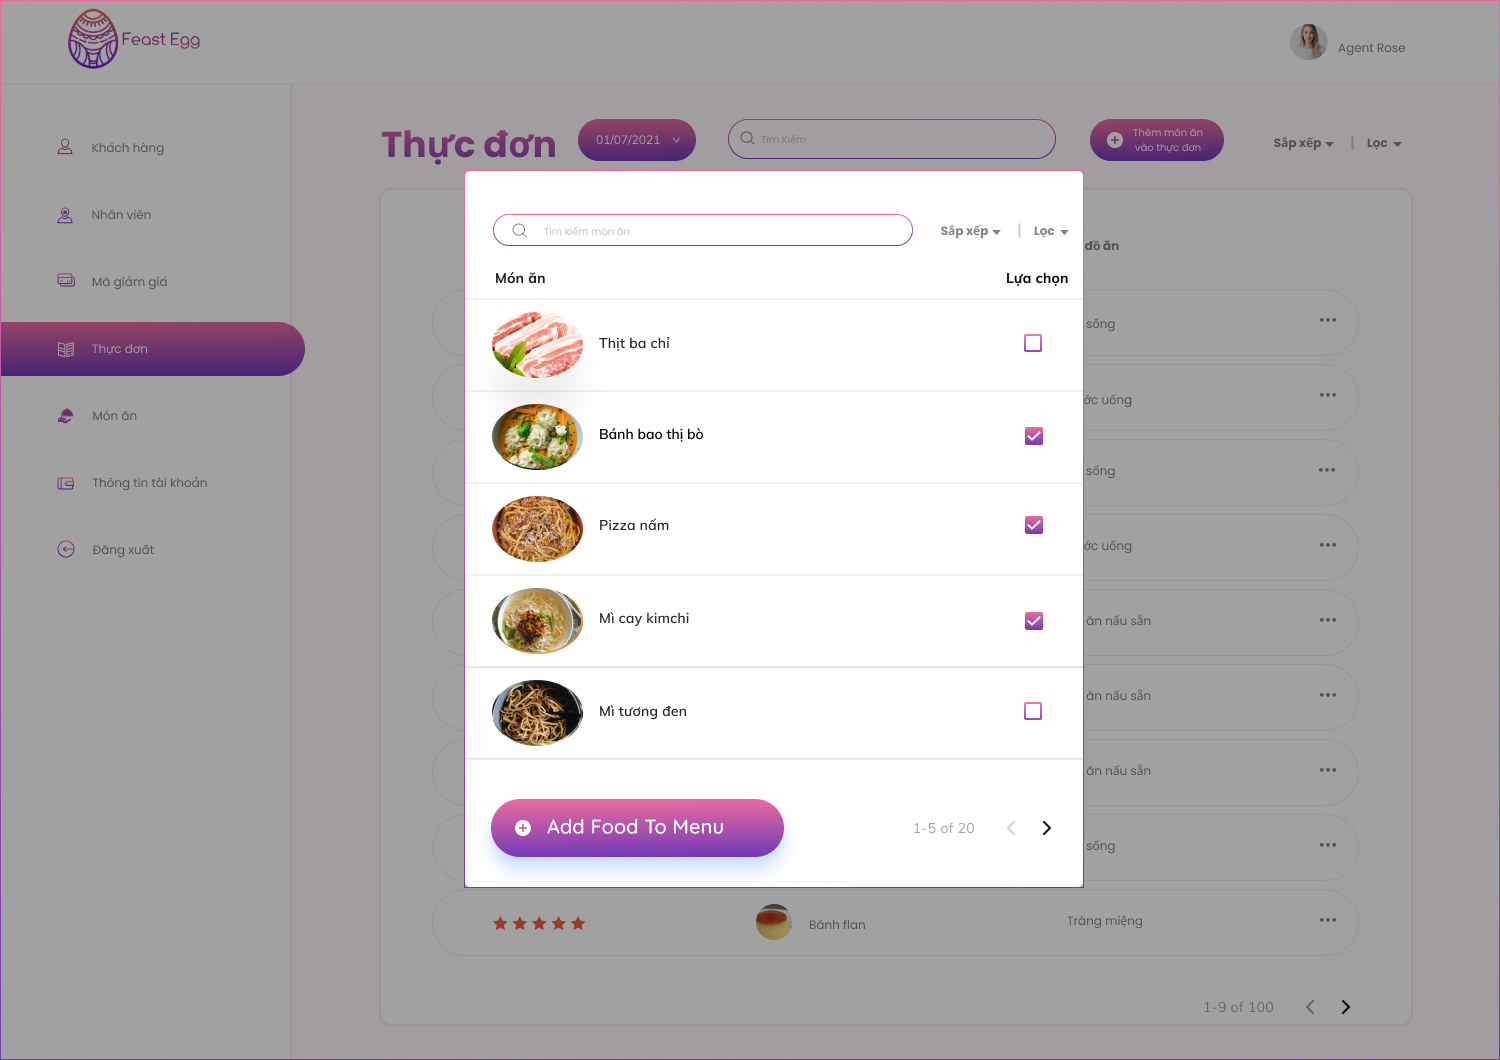 Feast Egg
Agent Rose
Khách hàng
Nhân viên
Mã giảm giá
Thực đơn
Món ăn
Thông tin tài khoản
Đăng xuất
Thực đơn
01/07/2021
Tìm Kiếm
Thêm món ăn
vào thực đơn
Sắp xếp
Lọc
Tìm kiếm món ăn
Sắp xếp
Lọc
Món ăn
Lựa chọn
Thịt ba chỉ
Bánh bao thị bò
Pizza nấm
Mì cay kimchi
Mì tương đen
Add Food To Menu
1-5 of 20
đồ ăn
sống
ớc uống
sống
ớc uống
ăn nấu sẵn
ăn nấu sẵn
ăn nấu sẵn
sống
Bánh flan
Tráng miệng
1-9 of 100